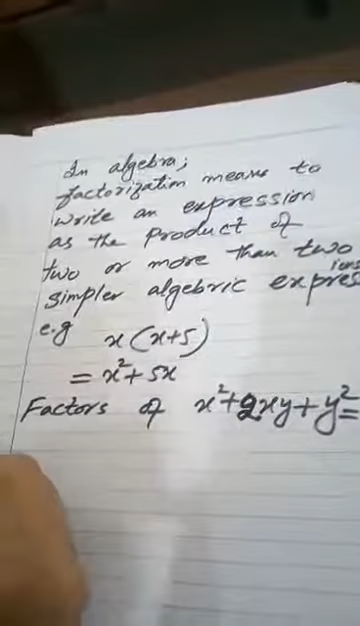 In algebra;
factorization means to
write an expression
as the product of
two or more than two
simpler algebric expres
ions
e.g x(x+5)
= x²+5x
Factors of x²+2xy+y²=